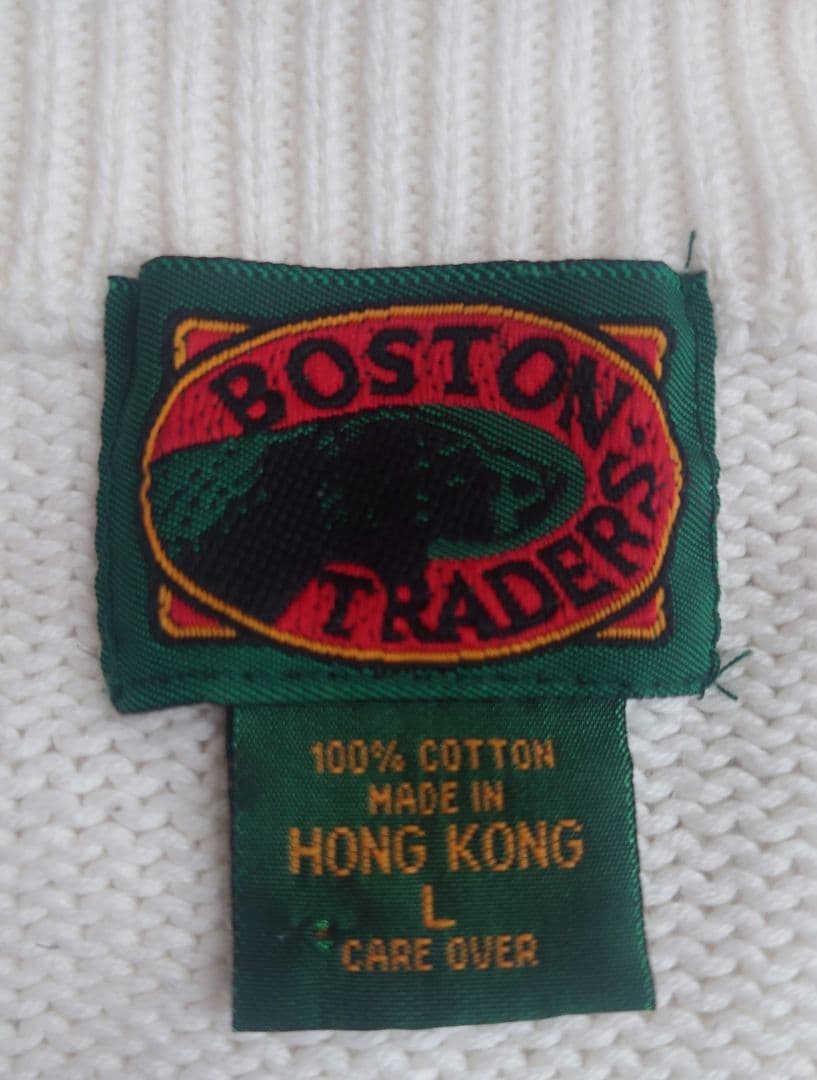 BOSTON
TRADERS
100% COTTON
MADE IN
HONG KONG
L
CARE OVER